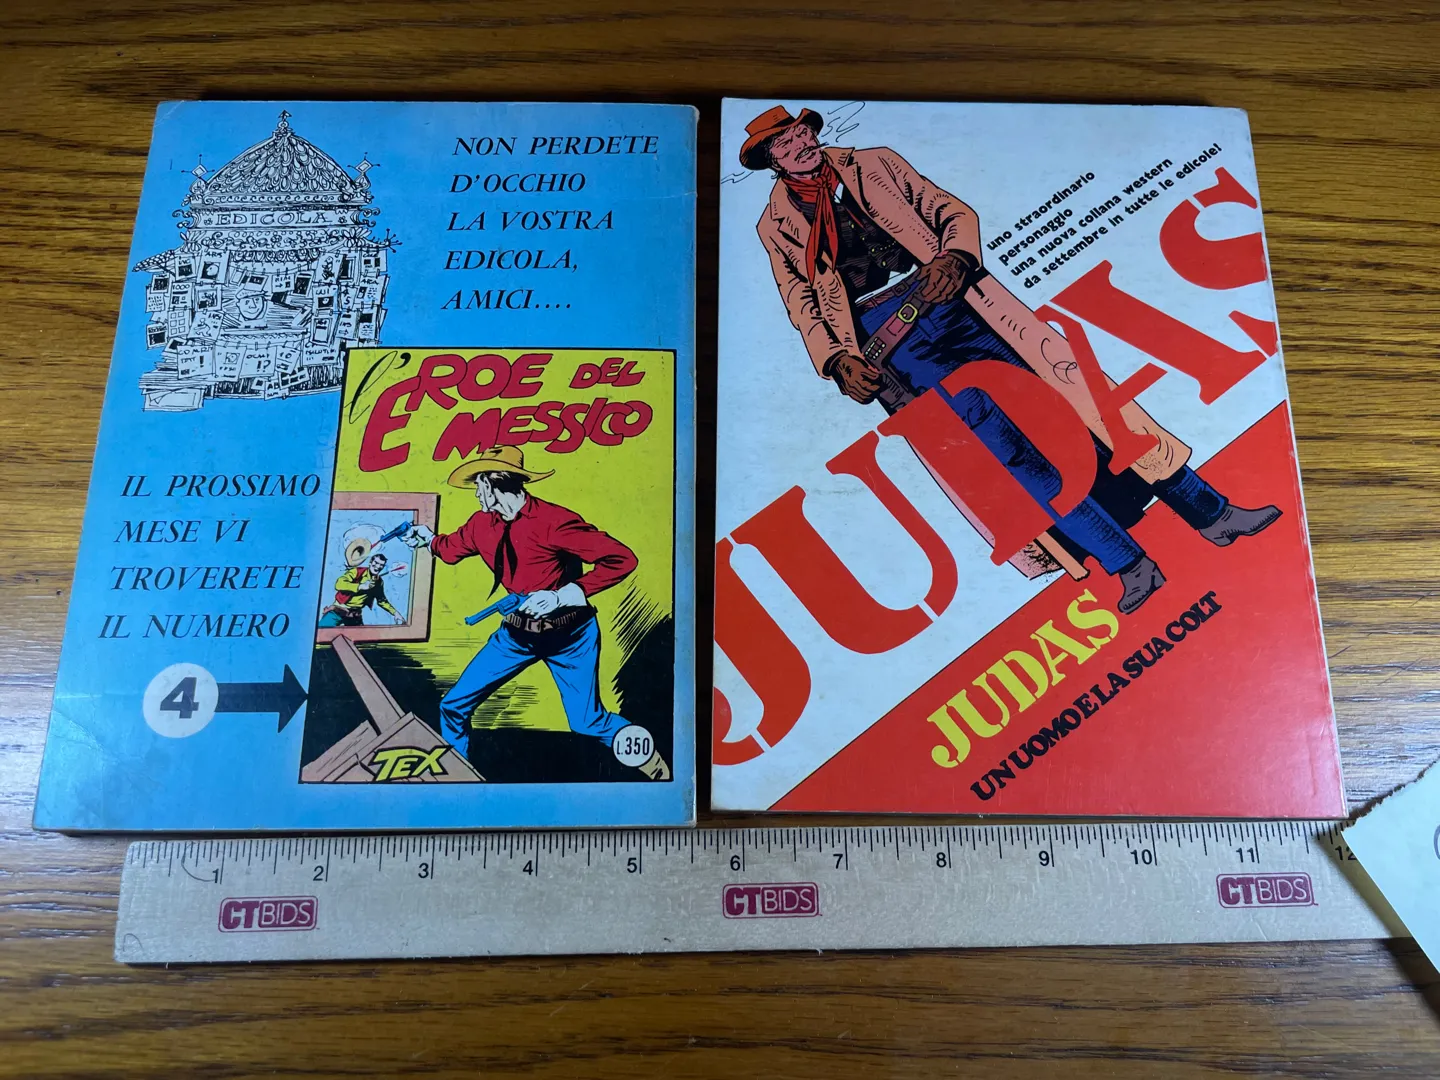 EDICOLA
NON PERDETE
D'OCCHIO
LA VOSTRA
EDICOLA,
AMICI....
l'EROE DEL
MESSICO
IL PROSSIMO
MESE VI
TROVERETE
IL NUMERO
4
TEX
L.350
uno straordinario
personaggio
una nuova collana western
da settembre in tutte le edicole!
JUDAS
JUDAS
UN UOMO E LA SUA COLT
1 2 3 4 5 6 7 8 9 10 11 12
CTBIDS CTBIDS CTBIDS